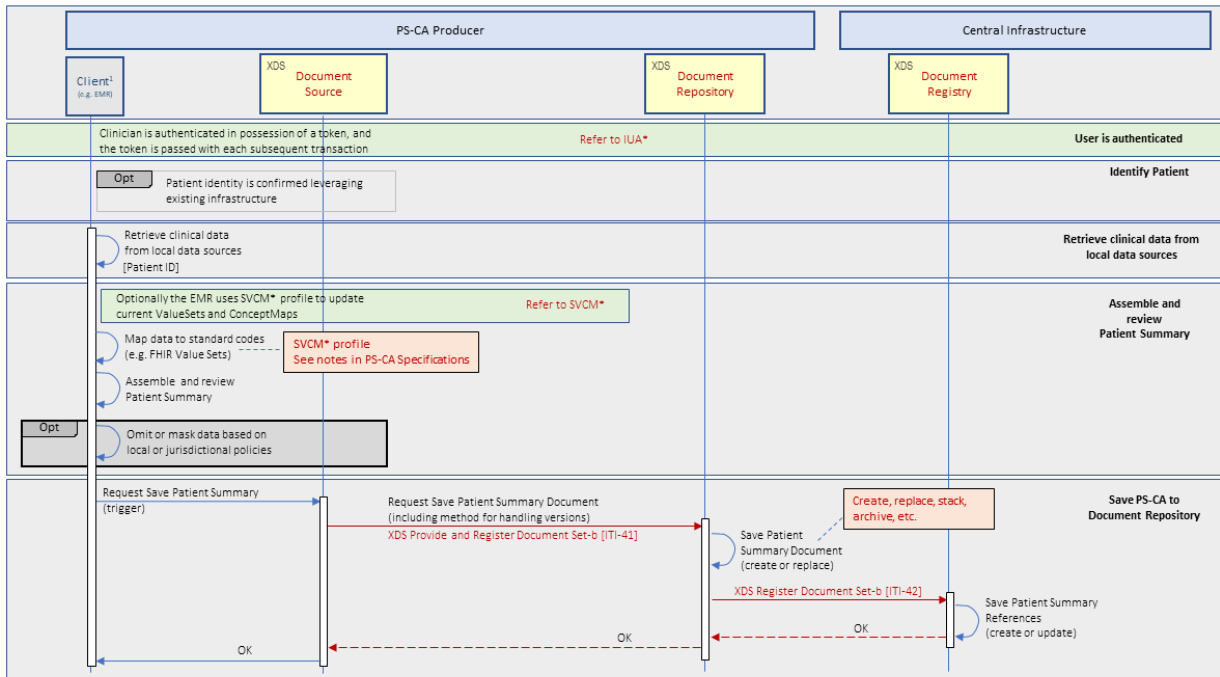 PS-CA Producer
Central Infrastructure
Client¹
(e.g. EMR)
XDS
Document
Source
XDS
Document
Repository
XDS
Document
Registry
Clinician is authenticated in possession of a token, and
the token is passed with each subsequent transaction
Refer to IUA*
User is authenticated
Identify Patient
Opt
Patient identity is confirmed leveraging
existing infrastructure
Retrieve clinical data
from local data sources
[Patient ID]
Retrieve clinical data from
local data sources
Optionally the EMR uses SVCM* profile to update
current ValueSets and ConceptMaps
Refer to SVCM*
Assemble and
review
Patient Summary
Map data to standard codes
(e.g. FHIR Value Sets)
SVCM* profile
See notes in PS-CA Specifications
Assemble and review
Patient Summary
Opt
Omit or mask data based on
local or jurisdictional policies
Request Save Patient Summary
(trigger)
Request Save Patient Summary Document
(including method for handling versions)
XDS Provide and Register Document Set-b [ITI-41]
Create, replace, stack,
archive, etc.
Save PS-CA to
Document Repository
Save Patient
Summary Document
(create or replace)
XDS Register Document Set-b [ITI-42]
Save Patient Summary
References
(create or update)
OK
OK
OK